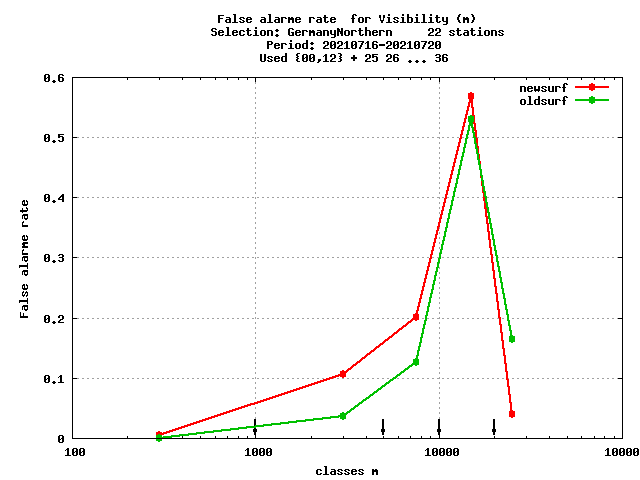 False alarme rate  for Visibility (m)
Selection: GermanyNorthern     22 stations
Period: 20210716-20210720
Used {00,12} + 25 26 ... 36
newsurf
oldsurf
0.6
0.5
0.4
0.3
0.2
0.1
0
False alarme rate
100
1000
10000
10000
classes m